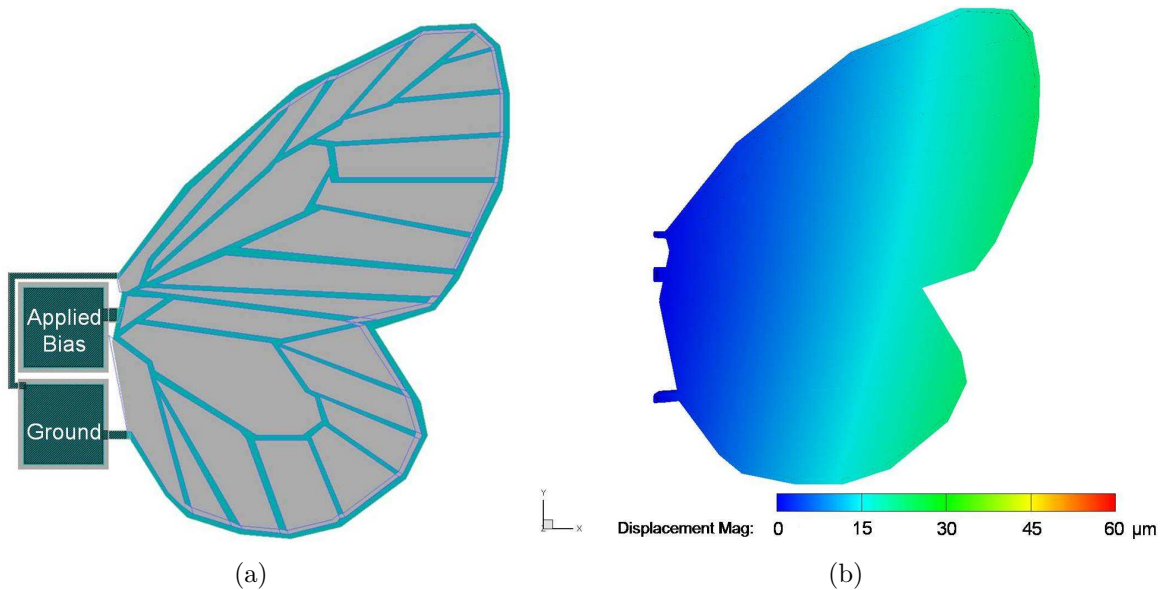 Applied
Bias
Ground
Y
Z
X
Displacement Mag: 0 15 30 45 60 μm
(a)
(b)